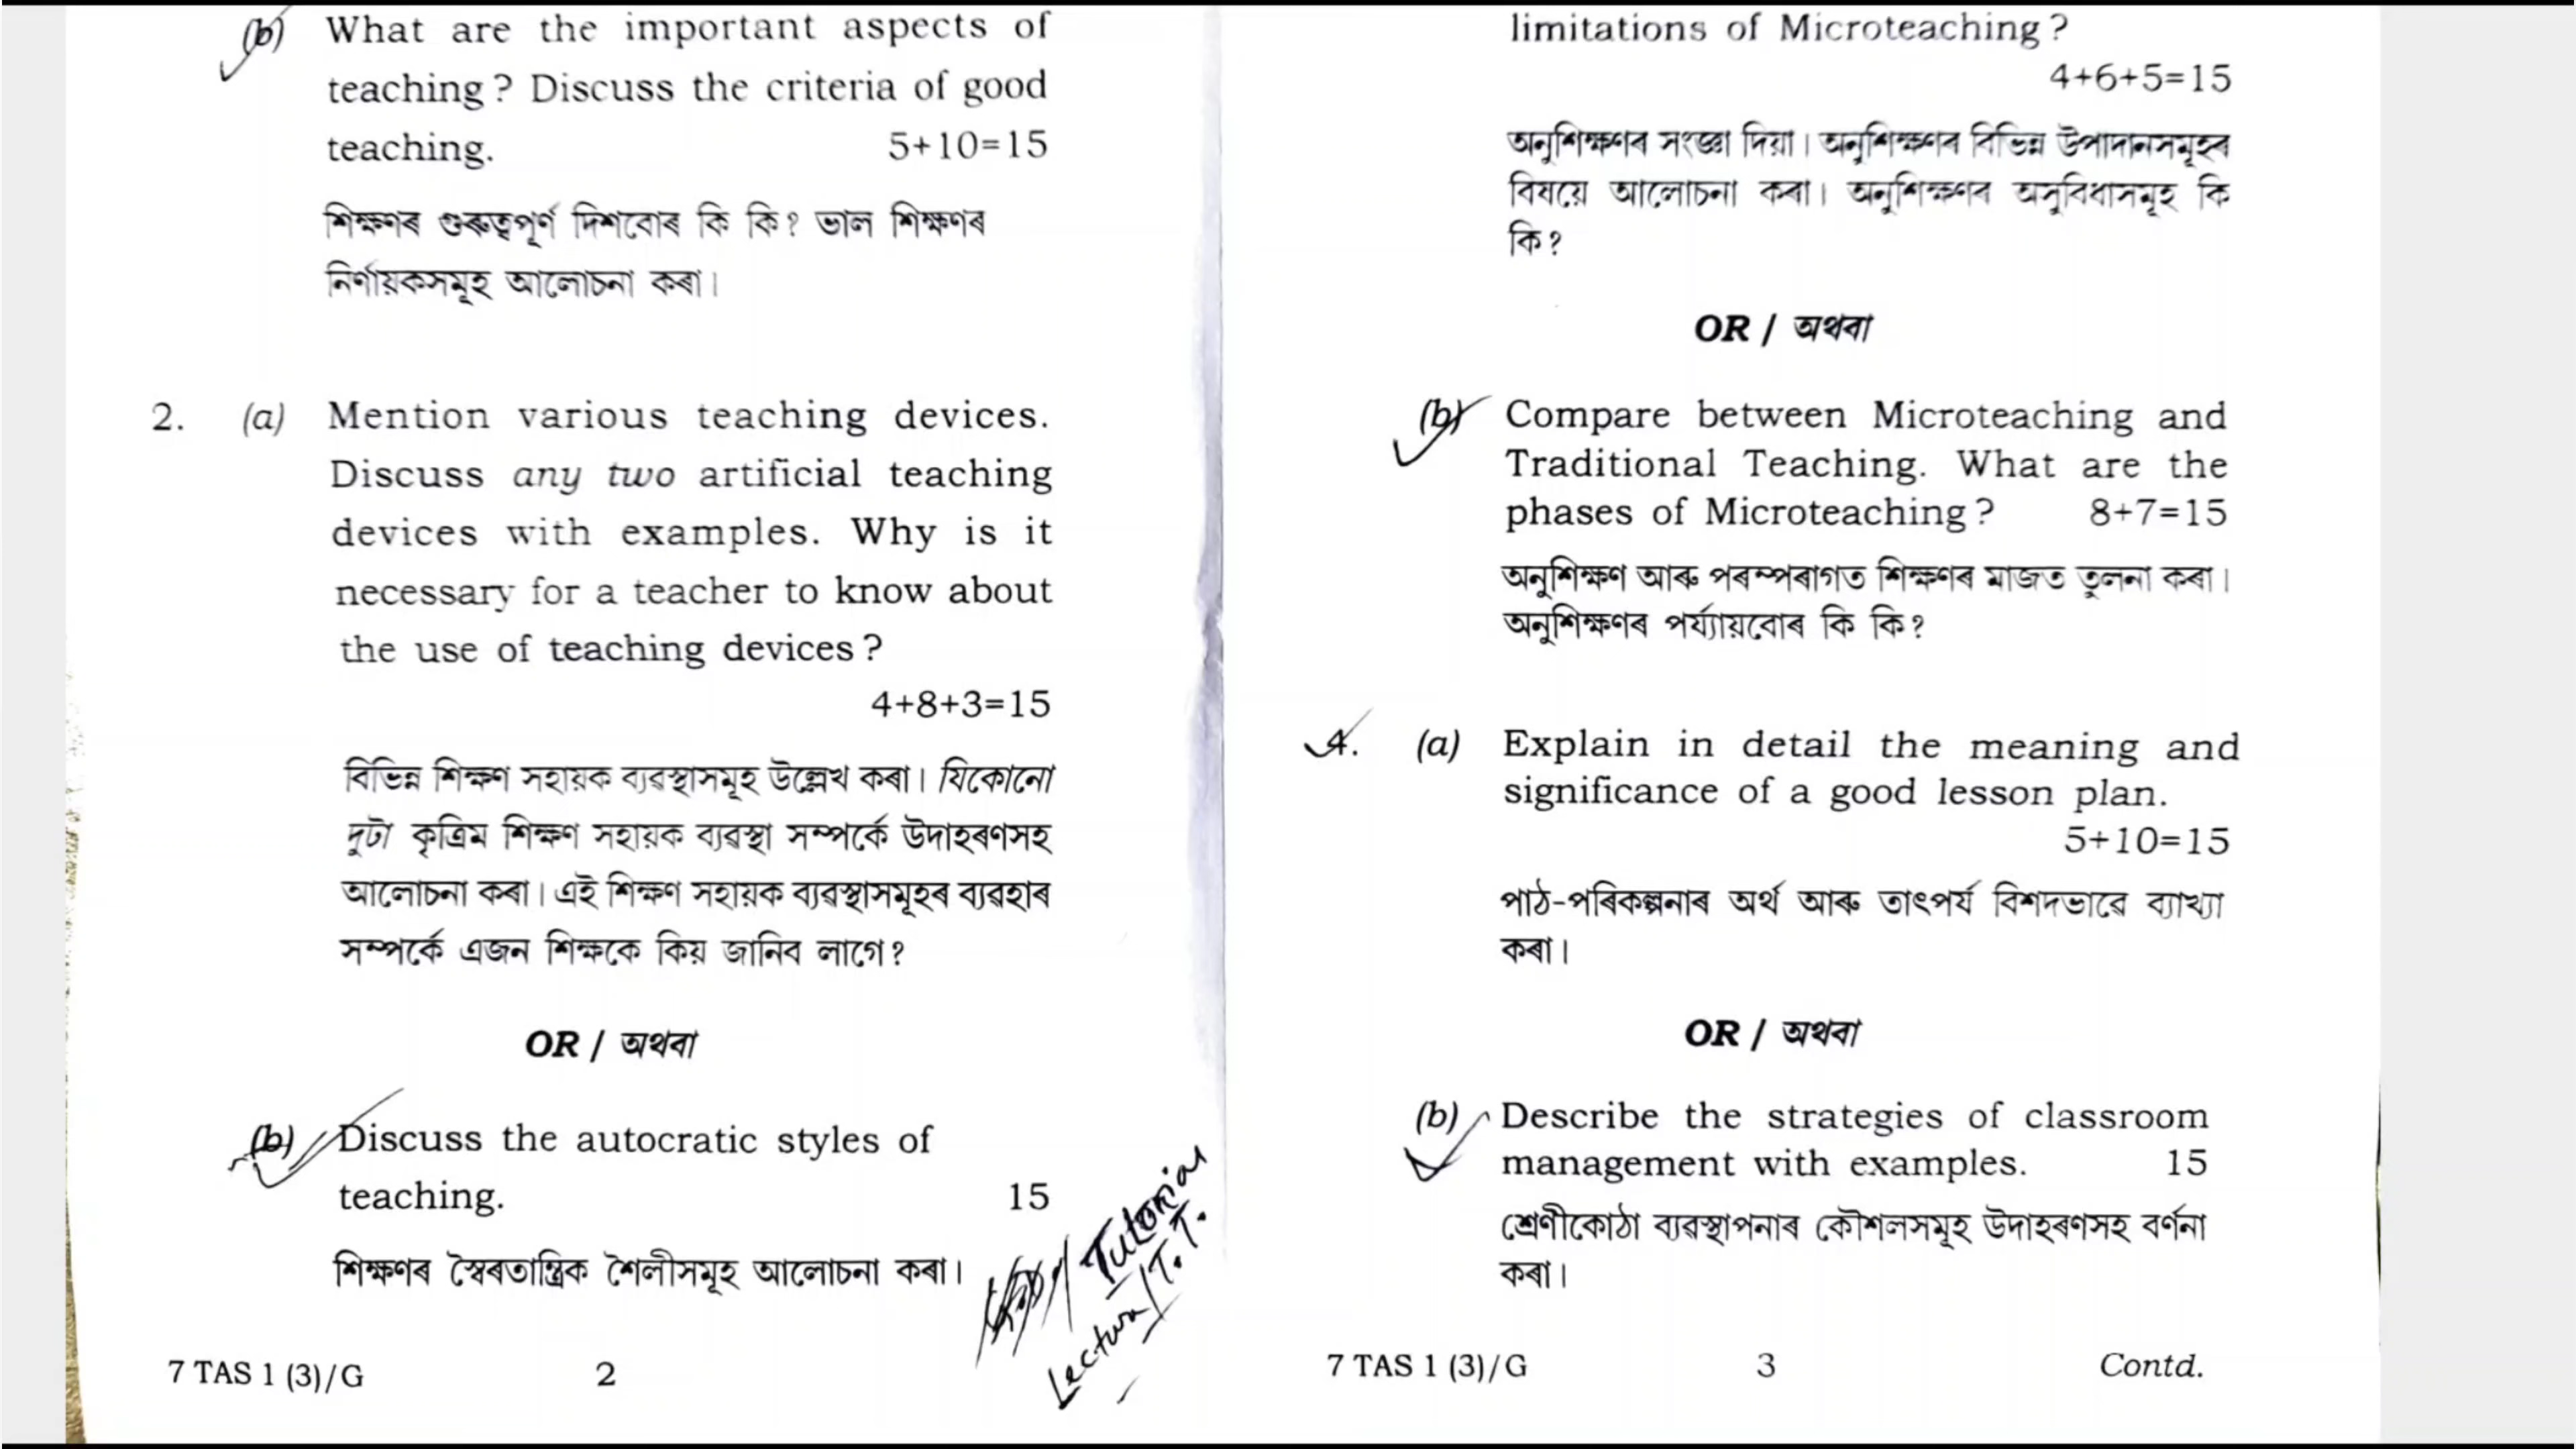 (b) What are the important aspects of
teaching? Discuss the criteria of good
teaching. 5+10=15
শিক্ষণৰ গুৰুত্বপূৰ্ণ দিশবোৰ কি কি? ভাল শিক্ষণৰ
নিৰ্ণায়কসমূহ আলোচনা কৰা।
2. (a) Mention various teaching devices.
Discuss any two artificial teaching
devices with examples. Why is it
necessary for a teacher to know about
the use of teaching devices?
4+8+3=15
বিভিন্ন শিক্ষণ সহায়ক ব্যৱস্থাসমূহ উল্লেখ কৰা। যিকোনো
দুটা কৃত্ৰিম শিক্ষণ সহায়ক ব্যৱস্থা সম্পৰ্কে উদাহৰণসহ
আলোচনা কৰা। এই শিক্ষণ সহায়ক ব্যৱস্থাসমূহৰ ব্যৱহাৰ
সম্পৰ্কে এজন শিক্ষকে কিয় জানিব লাগে?
OR / অথবা
(b) Discuss the autocratic styles of
teaching. 15
শিক্ষণৰ স্বৈৰতান্ত্ৰিক শৈলীসমূহ আলোচনা কৰা।
Tutorial
Lecture/T.T.
7 TAS 1 (3)/G 2
limitations of Microteaching?
4+6+5=15
অনুশিক্ষণৰ সংজ্ঞা দিয়া। অনুশিক্ষণৰ বিভিন্ন উপাদানসমূহৰ
বিষয়ে আলোচনা কৰা। অনুশিক্ষণৰ অসুবিধাসমূহ কি
কি?
OR / অথবা
(b) Compare between Microteaching and
Traditional Teaching. What are the
phases of Microteaching? 8+7=15
অনুশিক্ষণ আৰু পৰম্পৰাগত শিক্ষণৰ মাজত তুলনা কৰা।
অনুশিক্ষণৰ পৰ্য্যায়বোৰ কি কি?
4. (a) Explain in detail the meaning and
significance of a good lesson plan.
5+10=15
পাঠ-পৰিকল্পনাৰ অৰ্থ আৰু তাৎপৰ্য বিশদভাৱে ব্যাখ্যা
কৰা।
OR / অথবা
(b) Describe the strategies of classroom
management with examples. 15
শ্ৰেণীকোঠা ব্যৱস্থাপনাৰ কৌশলসমূহ উদাহৰণসহ বৰ্ণনা
কৰা।
7 TAS 1 (3)/G 3 Contd.